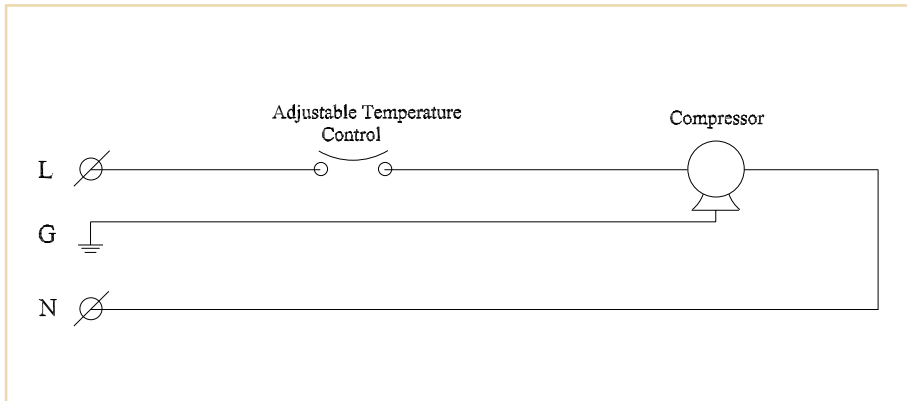 Adjustable Temperature
Control
Compressor
L
G
N